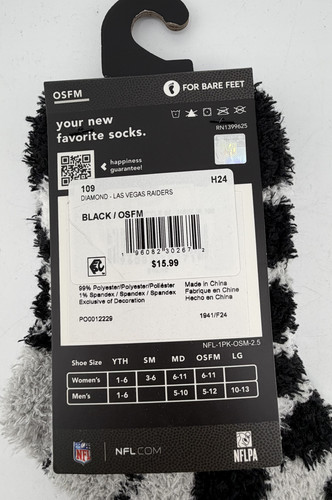 OSFM
FOR BARE FEET
your new
favorite socks.
RN1399625
happiness
guarantee!
109 H24
DIAMOND - LAS VEGAS RAIDERS
BLACK / OSFM
$15.99
99% Polyester/Polyester/Poliéster
1% Spandex / Spandex / Spandex
Exclusive of Decoration
Made in China
Fabriqué en Chine
Hecho en China
PO0012229 1941/F24
NFL-1PK-OSM-2.5
Shoe Size YTH SM MD OSFM LG
Women's 1-6 3-6 6-11 6-11
Men's 1-6 5-10 5-12 10-13
NFL
NFL.COM
NFLPA